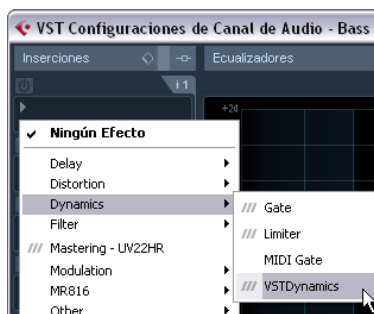 VST Configuraciones de Canal de Audio - Bass
Inserciones
Ecualizadores
i 1
+24
✓ Ningún Efecto
Delay
Distortion
Dynamics
Filter
/// Mastering - UV22HR
Modulation
MR816
Other
/// Gate
/// Limiter
MIDI Gate
/// VSTDynamics